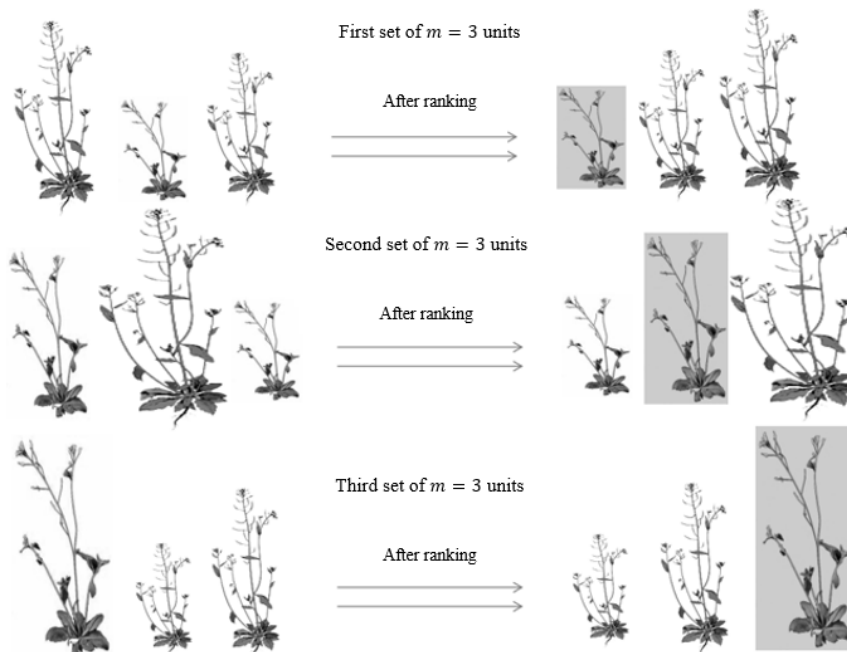 First set of m = 3 units
After ranking
Second set of m = 3 units
After ranking
Third set of m = 3 units
After ranking